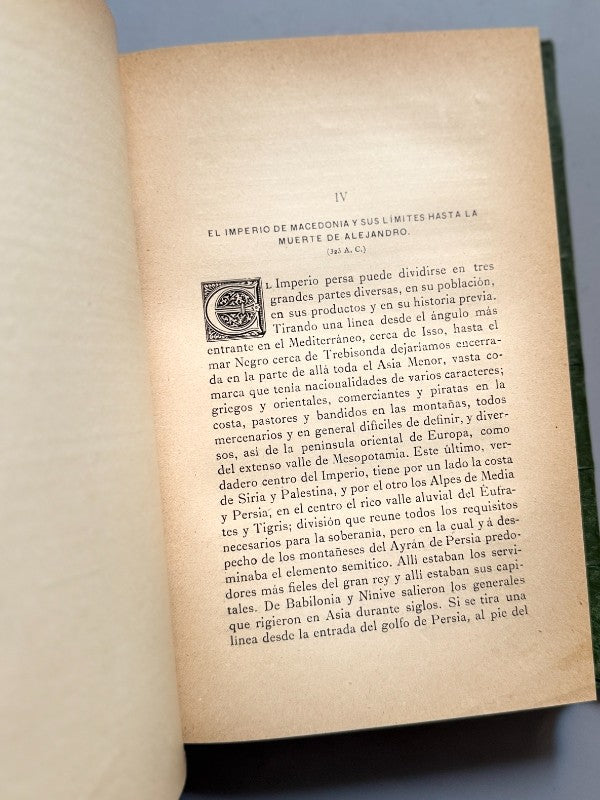 IV
EL IMPERIO DE MACEDONIA Y SUS LÍMITES HASTA LA
MUERTE DE ALEJANDRO.
(323 A. C.)
EL Imperio persa puede dividirse en tres
grandes partes diversas, en su población,
en sus productos y en su historia previa.
Tirando una línea desde el ángulo más
entrante en el Mediterráneo, cerca de Isso, hasta el
mar Negro cerca de Trebisonda dejaríamos encerra-
da en la parte de allá toda el Asia Menor, vasta co-
marca que tenía nacioualidades de varios caracteres;
griegos y orientales, comerciantes y piratas en la
costa, pastores y bandidos en las montañas, todos
mercenarios y en general difíciles de definir, y diver-
sos, así de la península oriental de Europa, como
del extenso valle de Mesopotamia. Este último, ver-
dadero centro del Imperio, tiene por un lado la costa
de Siria y Palestina, y por el otro los Alpes de Media
y Persia, en el centro el rico valle aluvial del Eufra-
tes y Tigris; división que reune todos los requisitos
necesarios para la soberanía, pero en la cual y á des-
pecho de los montañeses del Ayrán de Persia predo-
minaba el elemento semítico. Allí estaban los servi-
dores más fieles del gran rey y allí estaban sus capi-
tales. De Babilonia y Nínive salieron los generales
que rigieron en Asia durante siglos. Si se tira una
línea desde la entrada del golfo de Persia, al pie del